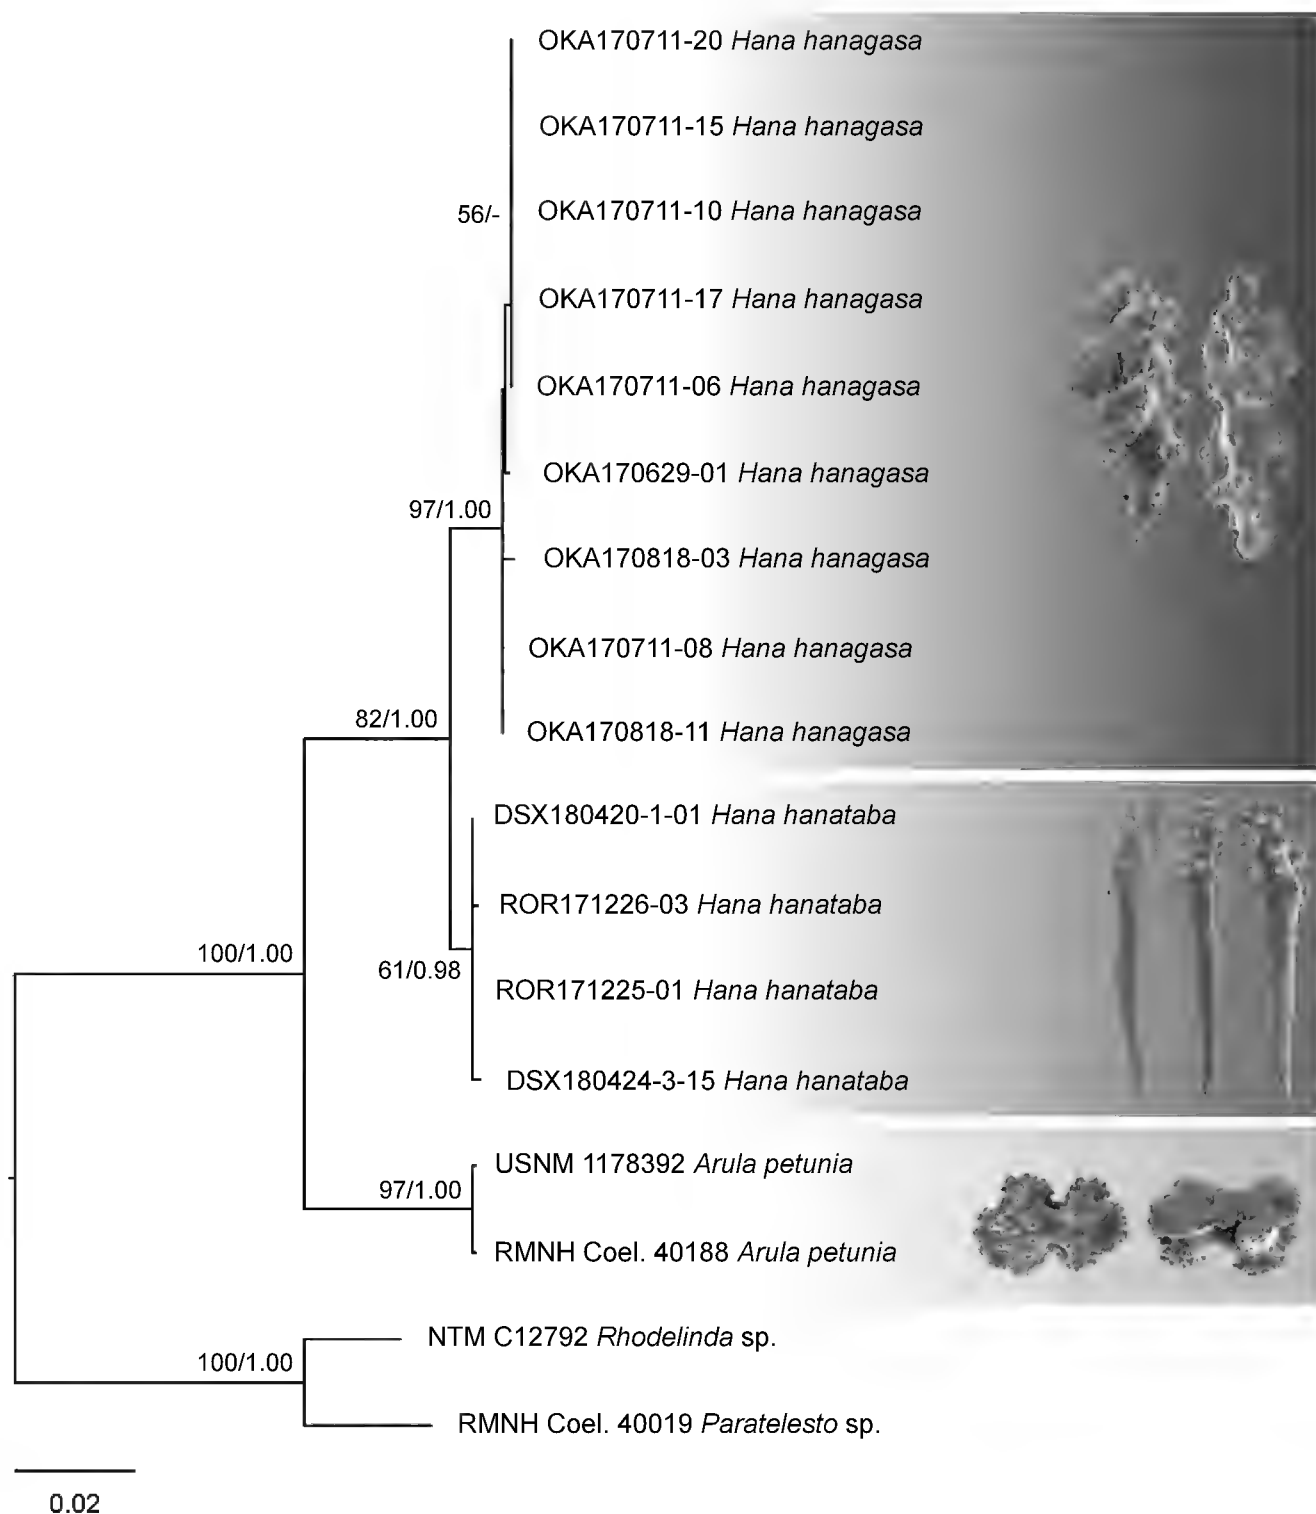 OKA170711-20 Hana hanagasa
OKA170711-15 Hana hanagasa
56/-
OKA170711-10 Hana hanagasa
OKA170711-17 Hana hanagasa
OKA170711-06 Hana hanagasa
OKA170629-01 Hana hanagasa
97/1.00
OKA170818-03 Hana hanagasa
OKA170711-08 Hana hanagasa
82/1.00
OKA170818-11 Hana hanagasa
DSX180420-1-01 Hana hanataba
ROR171226-03 Hana hanataba
100/1.00
61/0.98
ROR171225-01 Hana hanataba
DSX180424-3-15 Hana hanataba
USNM 1178392 Arula petunia
97/1.00
RMNH Coel. 40188 Arula petunia
NTM C12792 Rhodelinda sp.
100/1.00
RMNH Coel. 40019 Paratelesto sp.
0.02